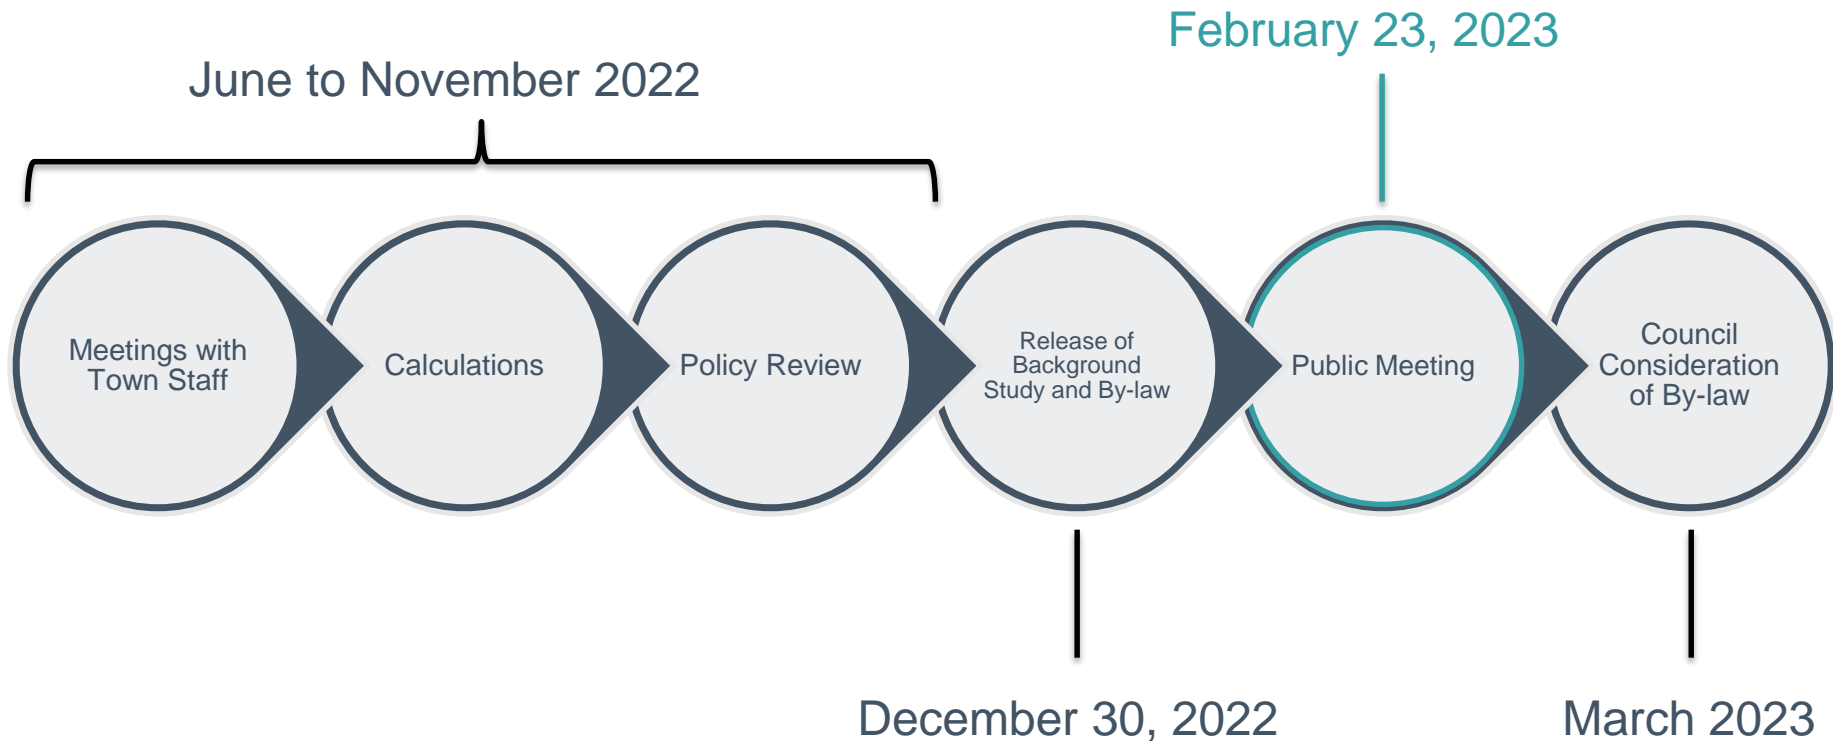 February 23, 2023
June to November 2022
Meetings with
Town Staff
Calculations
Policy Review
Release of
Background
Study and By-law
Public Meeting
Council
Consideration
of By-law
December 30, 2022
March 2023